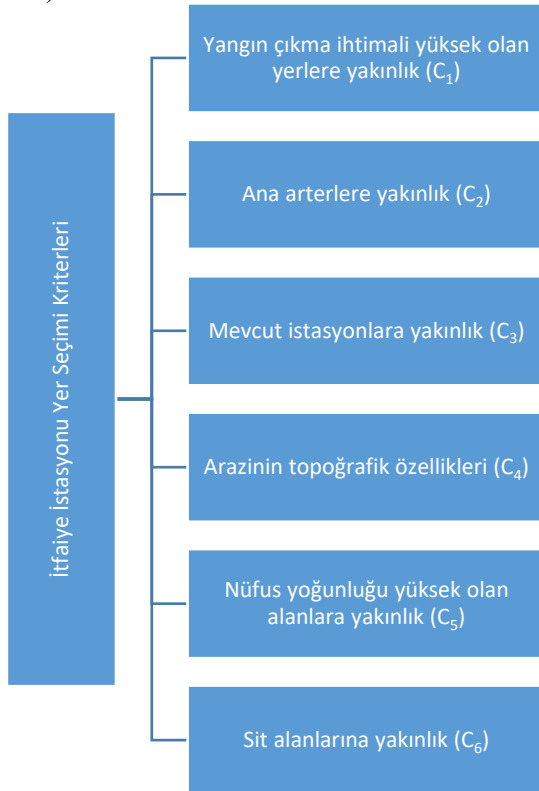 İtfaiye İstasyonu Yer Seçimi Kriterleri
Yangın çıkma ihtimali yüksek olan
yerlere yakınlık (C₁)
Ana arterlere yakınlık (C₂)
Mevcut istasyonlara yakınlık (C₃)
Arazinin topoğrafik özellikleri (C₄)
Nüfus yoğunluğu yüksek olan
alanlara yakınlık (C₅)
Sit alanlarına yakınlık (C₆)